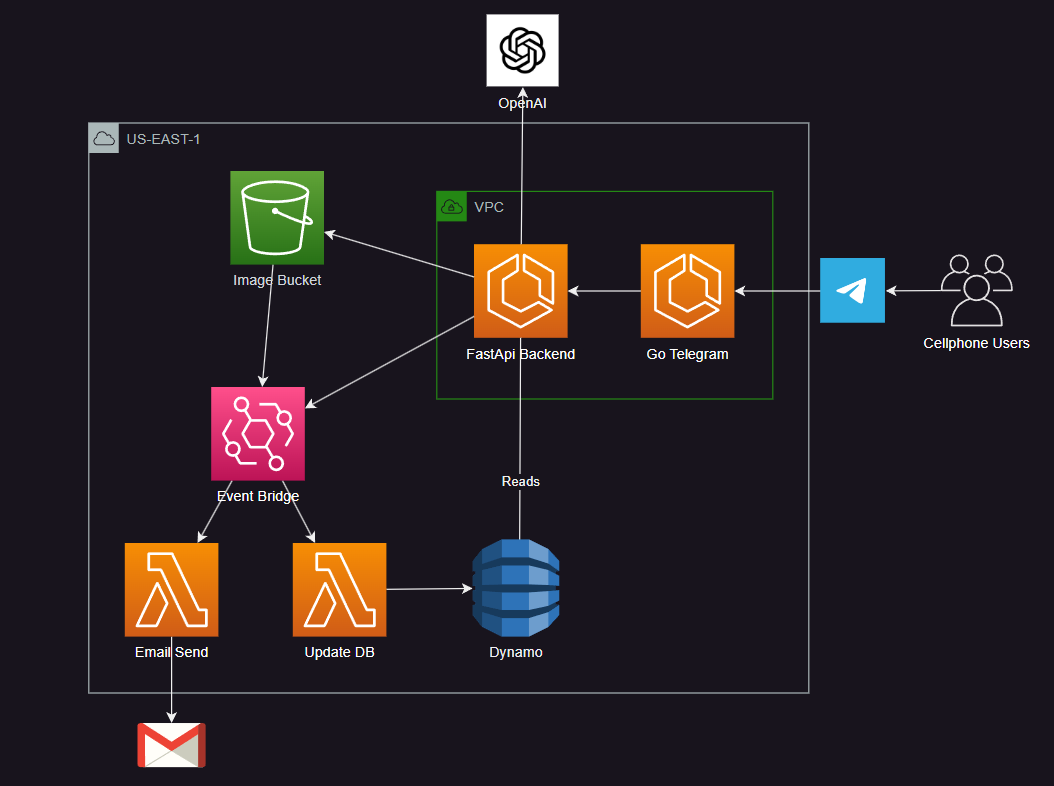 OpenAI
US-EAST-1
VPC
Image Bucket
FastApi Backend
Go Telegram
Cellphone Users
Reads
Event Bridge
Email Send
Update DB
Dynamo